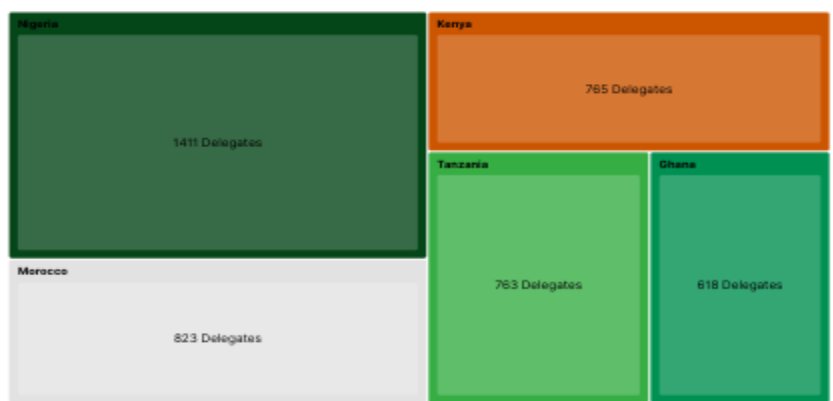 Nigeria
1411 Delegates
Morocco
823 Delegates
Kenya
765 Delegates
Tanzania
763 Delegates
Ghana
618 Delegates